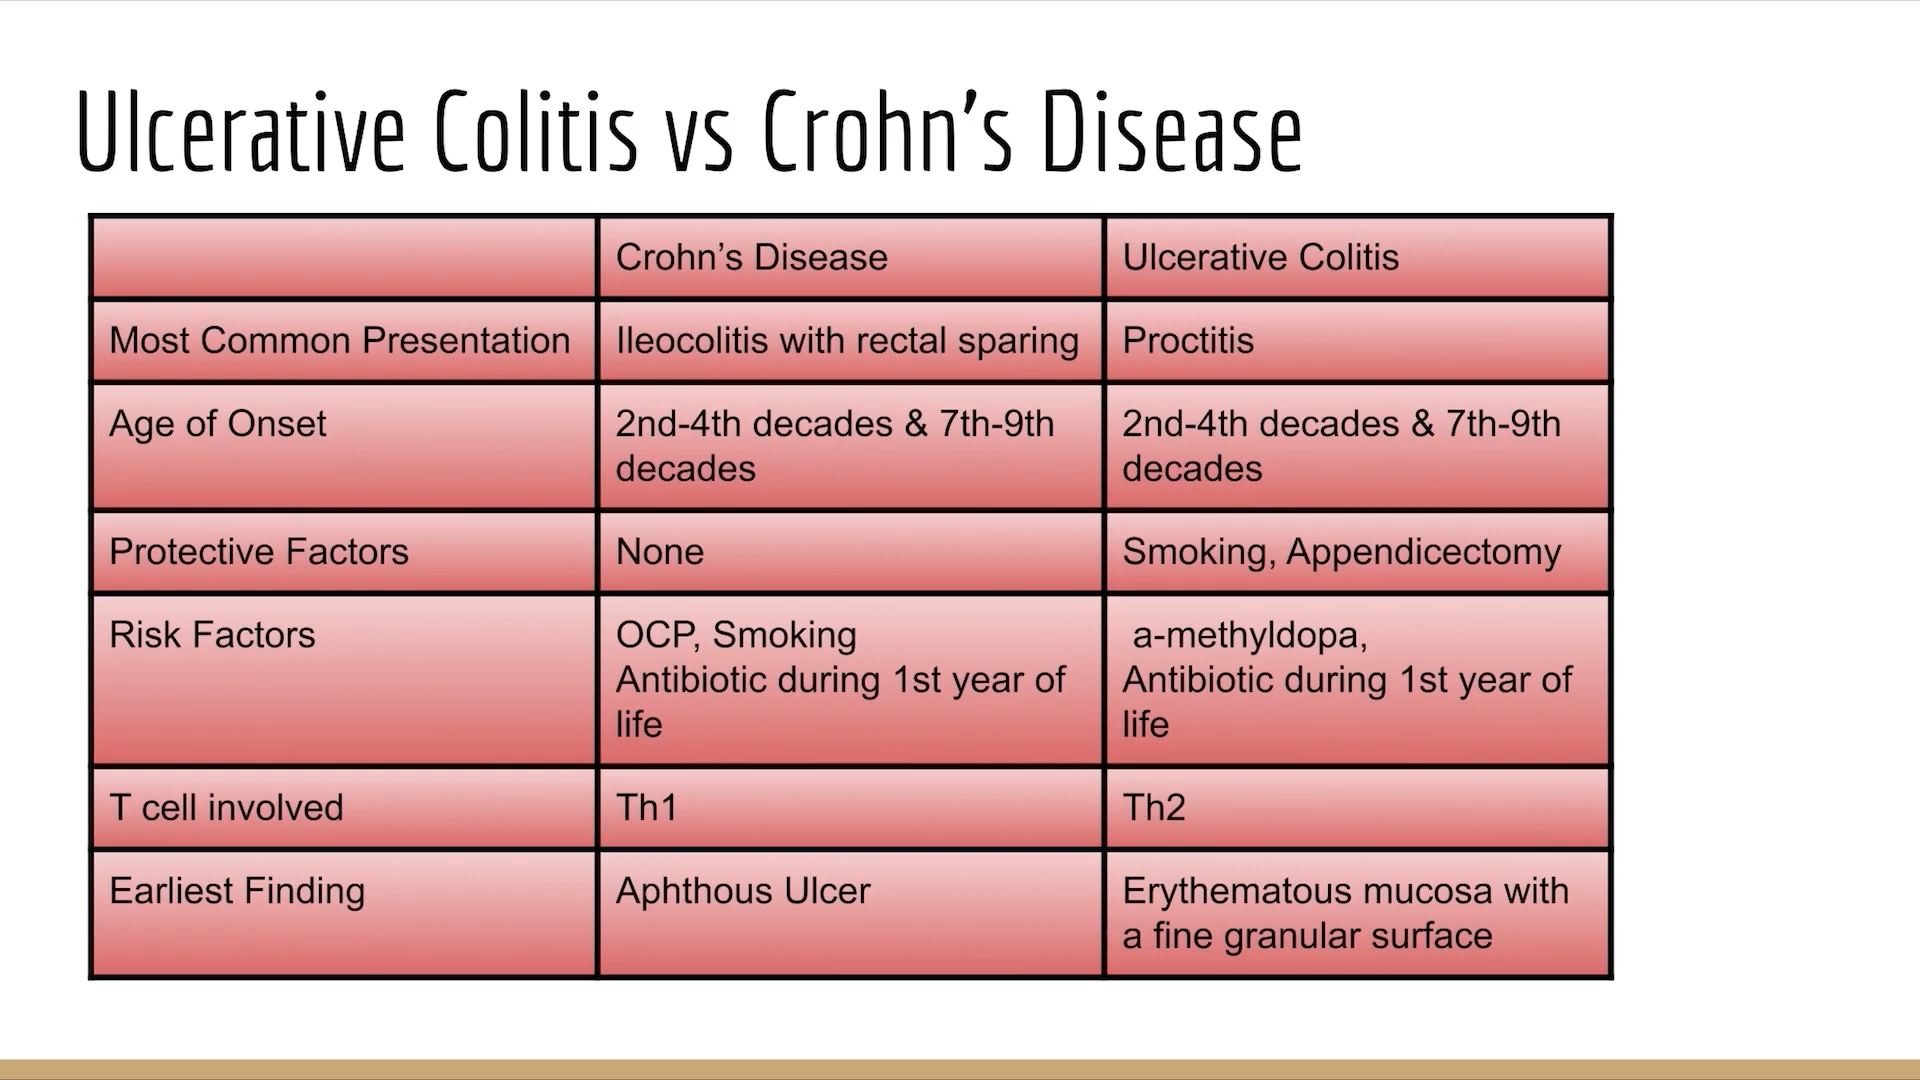 Ulcerative Colitis vs Crohn’s Disease
Crohn’s Disease
Ulcerative Colitis
Most Common Presentation
Ileocolitis with rectal sparing
Proctitis
Age of Onset
2nd-4th decades & 7th-9th
decades
2nd-4th decades & 7th-9th
decades
Protective Factors
None
Smoking, Appendicectomy
Risk Factors
OCP, Smoking
Antibiotic during 1st year of
life
a-methyldopa,
Antibiotic during 1st year of
life
T cell involved
Th1
Th2
Earliest Finding
Aphthous Ulcer
Erythematous mucosa with
a fine granular surface